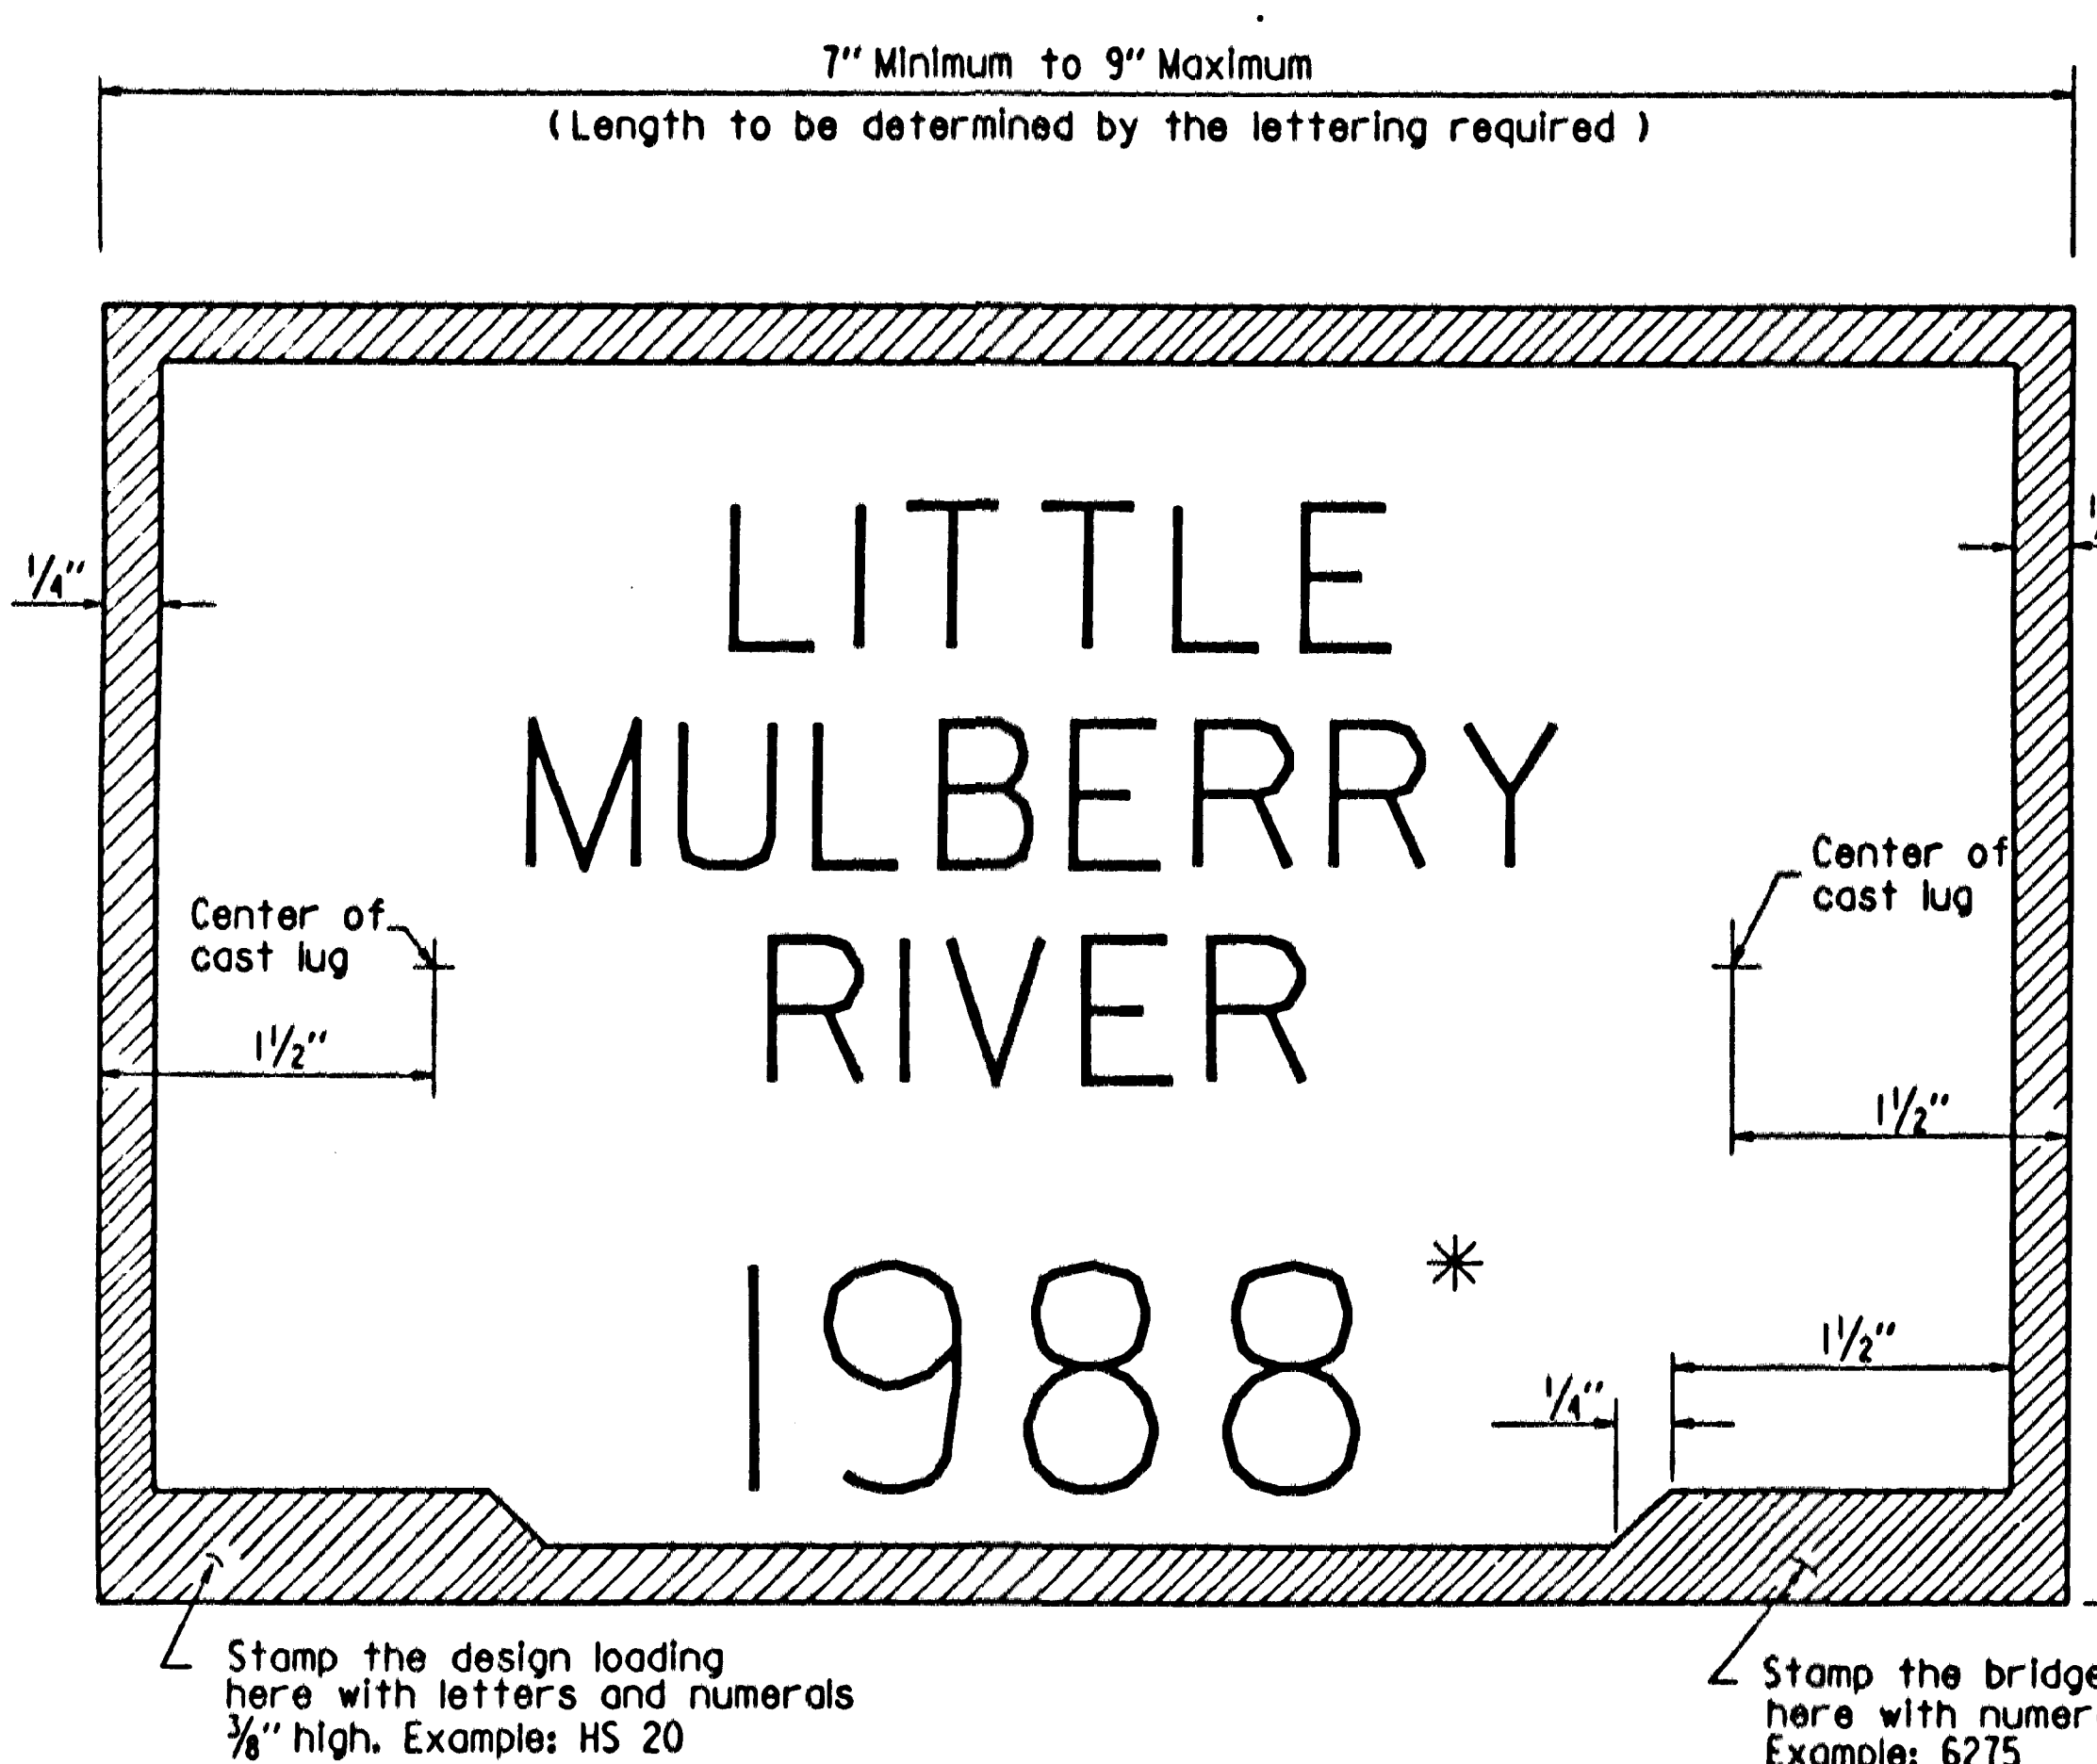 7" Minimum to 9" Maximum
(Length to be determined by the lettering required)
1/4"
LITTLE
MULBERRY
RIVER
Center of
cast lug
Center of
cast lug
1 1/2"
1 1/2"
1988*
1 1/2"
1/4"
Stamp the design loading
here with letters and numerals
3/8" high. Example: HS 20
Stamp the bridge
here with
Example: 6275